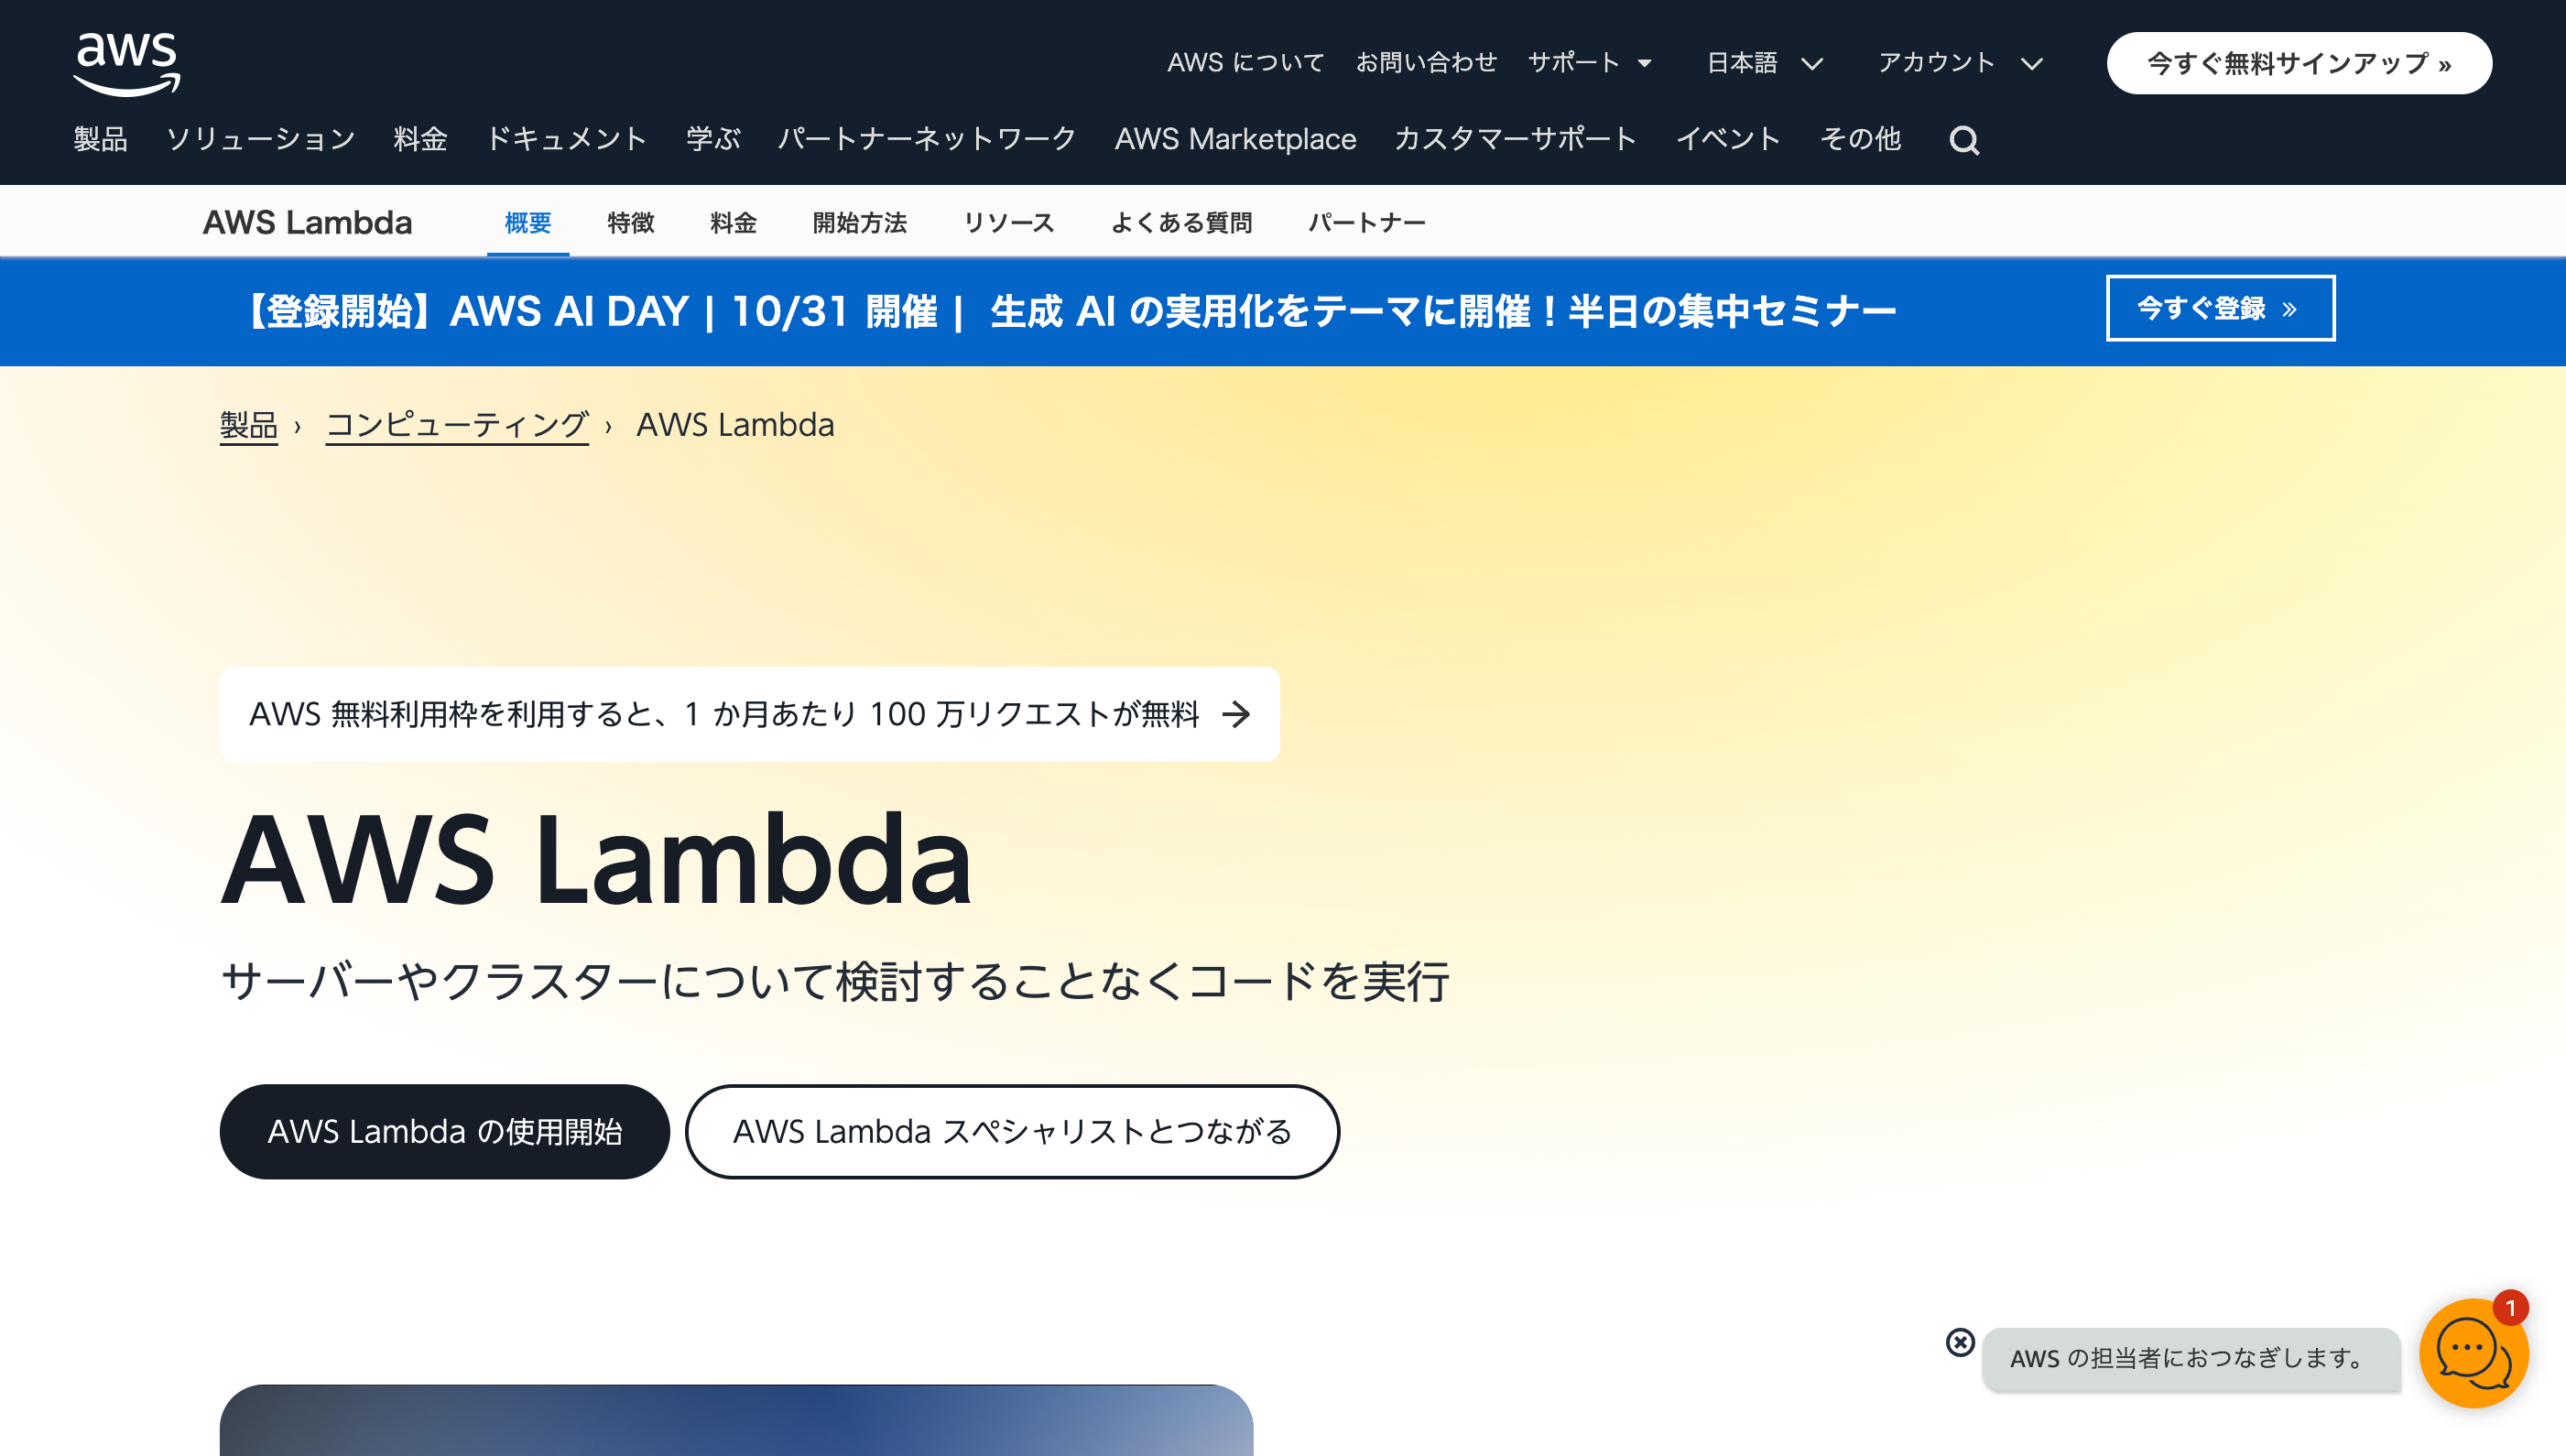 aws
AWS について お問い合わせ サポート 日本語 アカウント 今すぐ無料サインアップ »
製品 ソリューション 料金 ドキュメント 学ぶ パートナーネットワーク AWS Marketplace カスタマーサポート イベント その他
AWS Lambda 概要 特徴 料金 開始方法 リソース よくある質問 パートナー
【登録開始】AWS AI DAY | 10/31 開催 | 生成 AI の実用化をテーマに開催！半日の集中セミナー 今すぐ登録 »
製品 › コンピューティング › AWS Lambda
AWS 無料利用枠を利用すると、1 か月あたり 100 万リクエストが無料 →
AWS Lambda
サーバーやクラスターについて検討することなくコードを実行
AWS Lambda の使用開始 AWS Lambda スペシャリストとつながる
1
AWS の担当者におつなぎします。